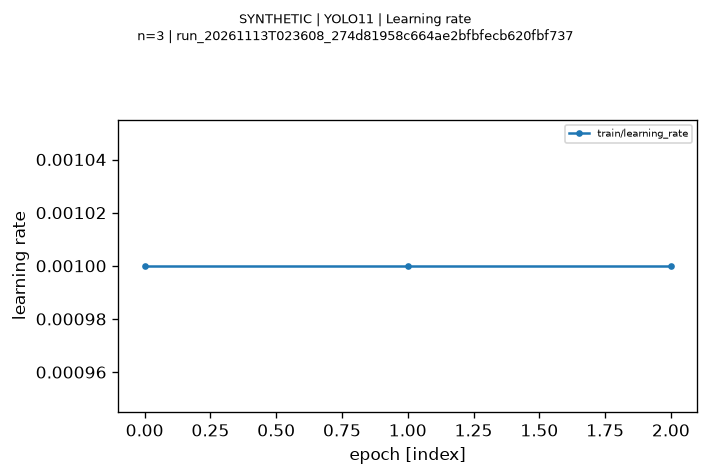 SYNTHETIC | YOLO11 | Learning rate
n=3 | run_20261113T023608_274d81958c664ae2bfbfecb620fbf737
train/learning_rate
learning rate
0.00104
0.00102
0.00100
0.00098
0.00096
0.00 0.25 0.50 0.75 1.00 1.25 1.50 1.75 2.00
epoch [index]